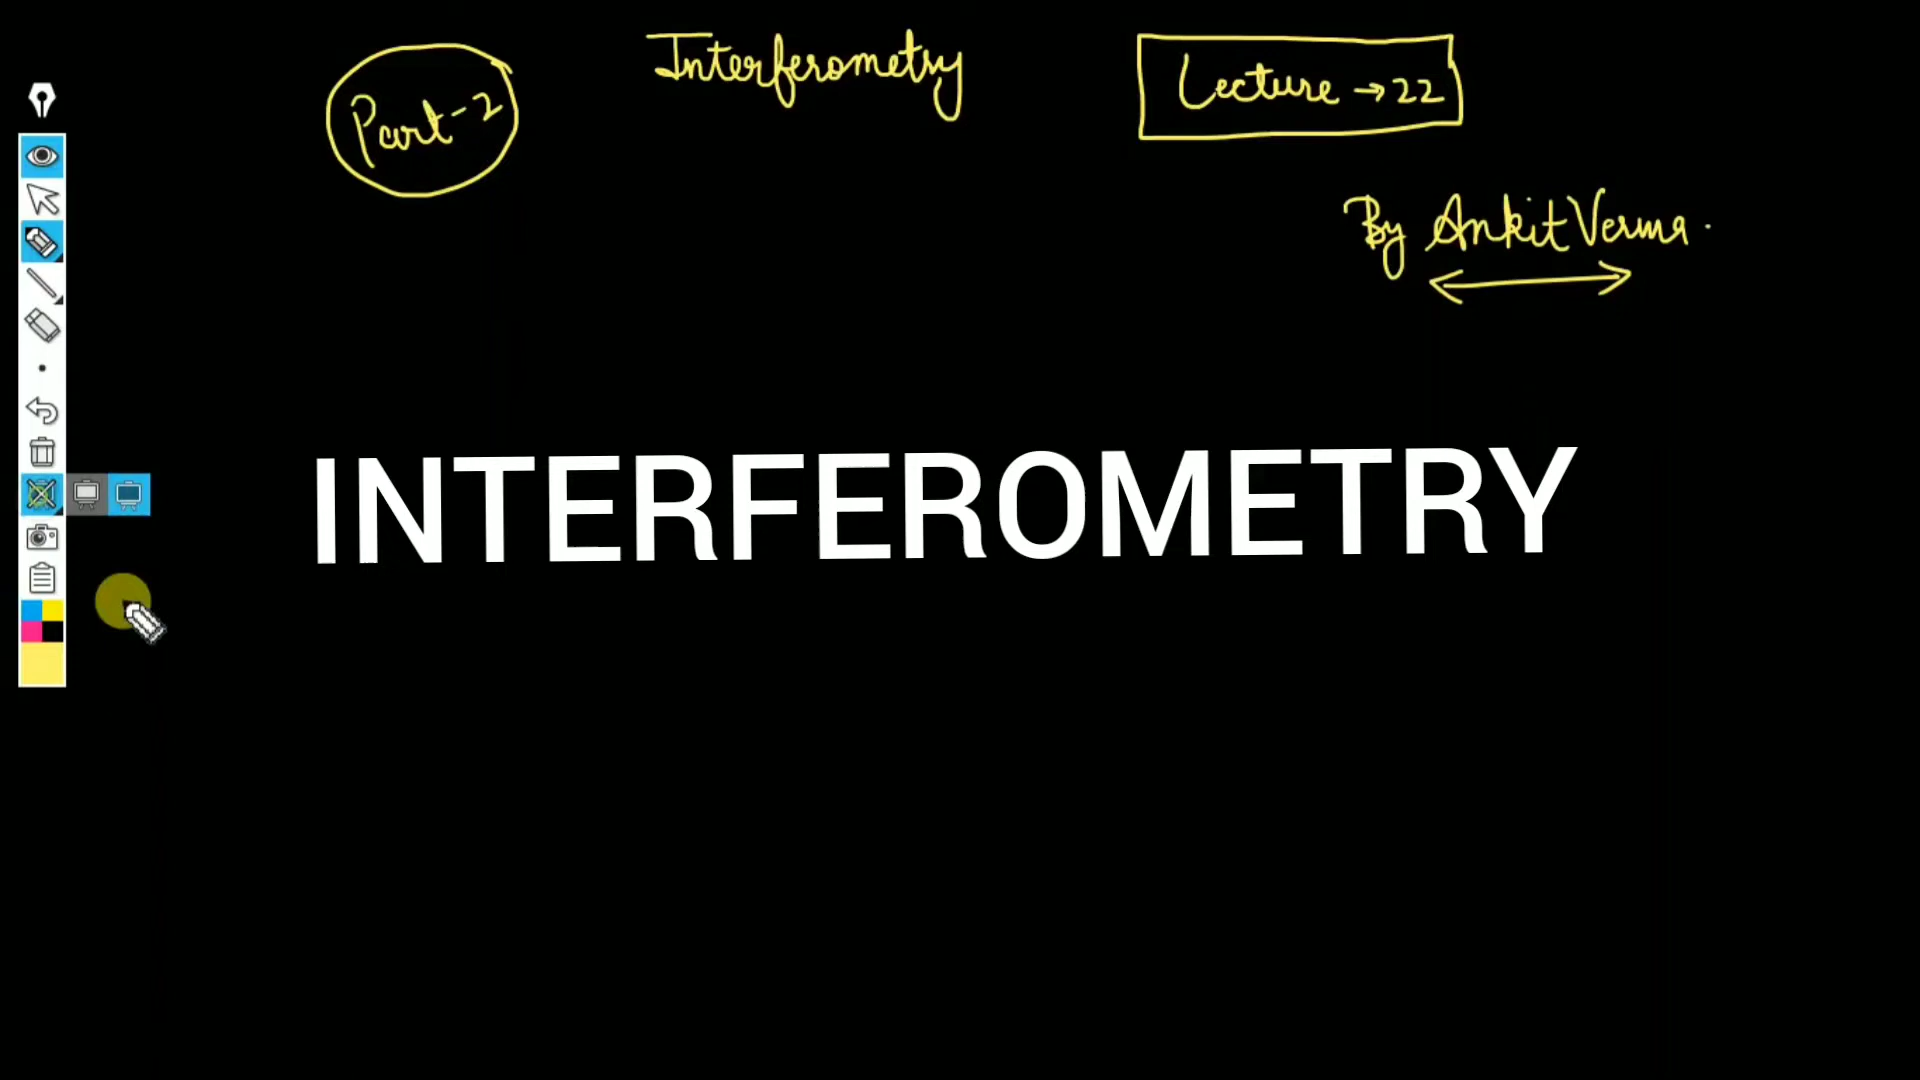 Part-2
Interferometry
Lecture → 22
By Ankit Verma.
INTERFEROMETRY